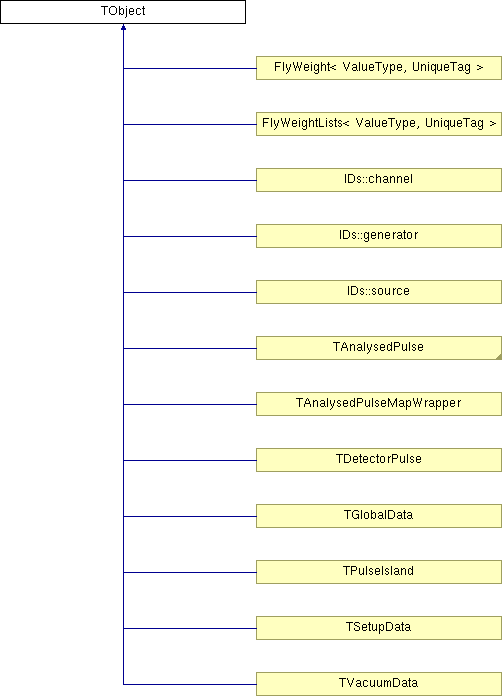 TObject
FlyWeight< ValueType, UniqueTag >
FlyWeightLists< ValueType, UniqueTag >
IDs::channel
IDs::generator
IDs::source
TAnalysedPulse
TAnalysedPulseMapWrapper
TDetectorPulse
TGlobalData
TPulseIsland
TSetupData
TVacuumData